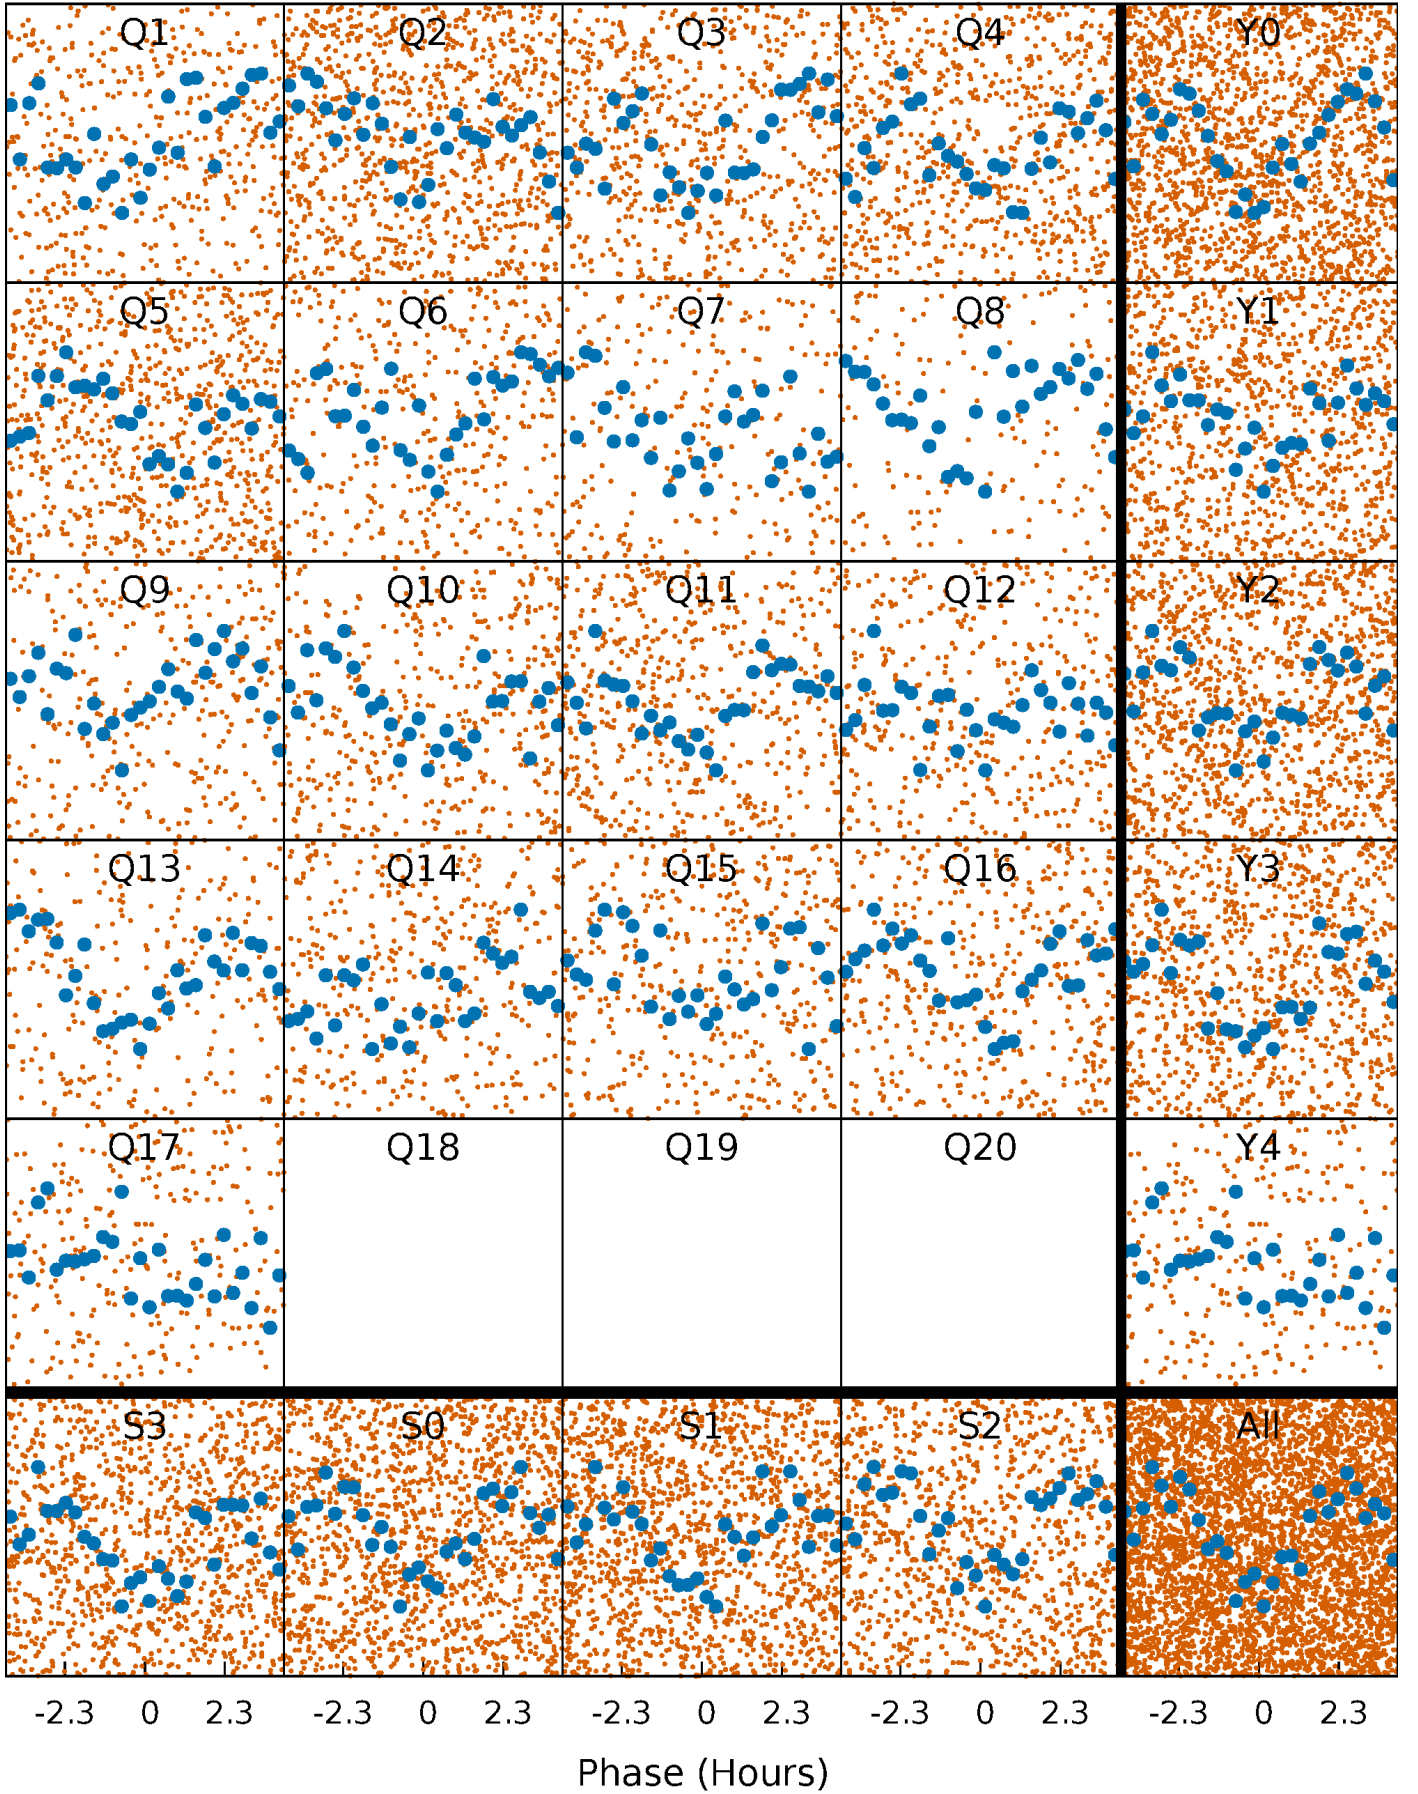 Q1 Q2 Q3 Q4 Y0
Q5 Q6 Q7 Q8 Y1
Q9 Q10 Q11 Q12 Y2
Q13 Q14 Q15 Q16 Y3
Q17 Q18 Q19 Q20 Y4
S3 S0 S1 S2 All
-2.3 0 2.3 -2.3 0 2.3 -2.3 0 2.3 -2.3 0 2.3 -2.3 0 2.3
Phase (Hours)